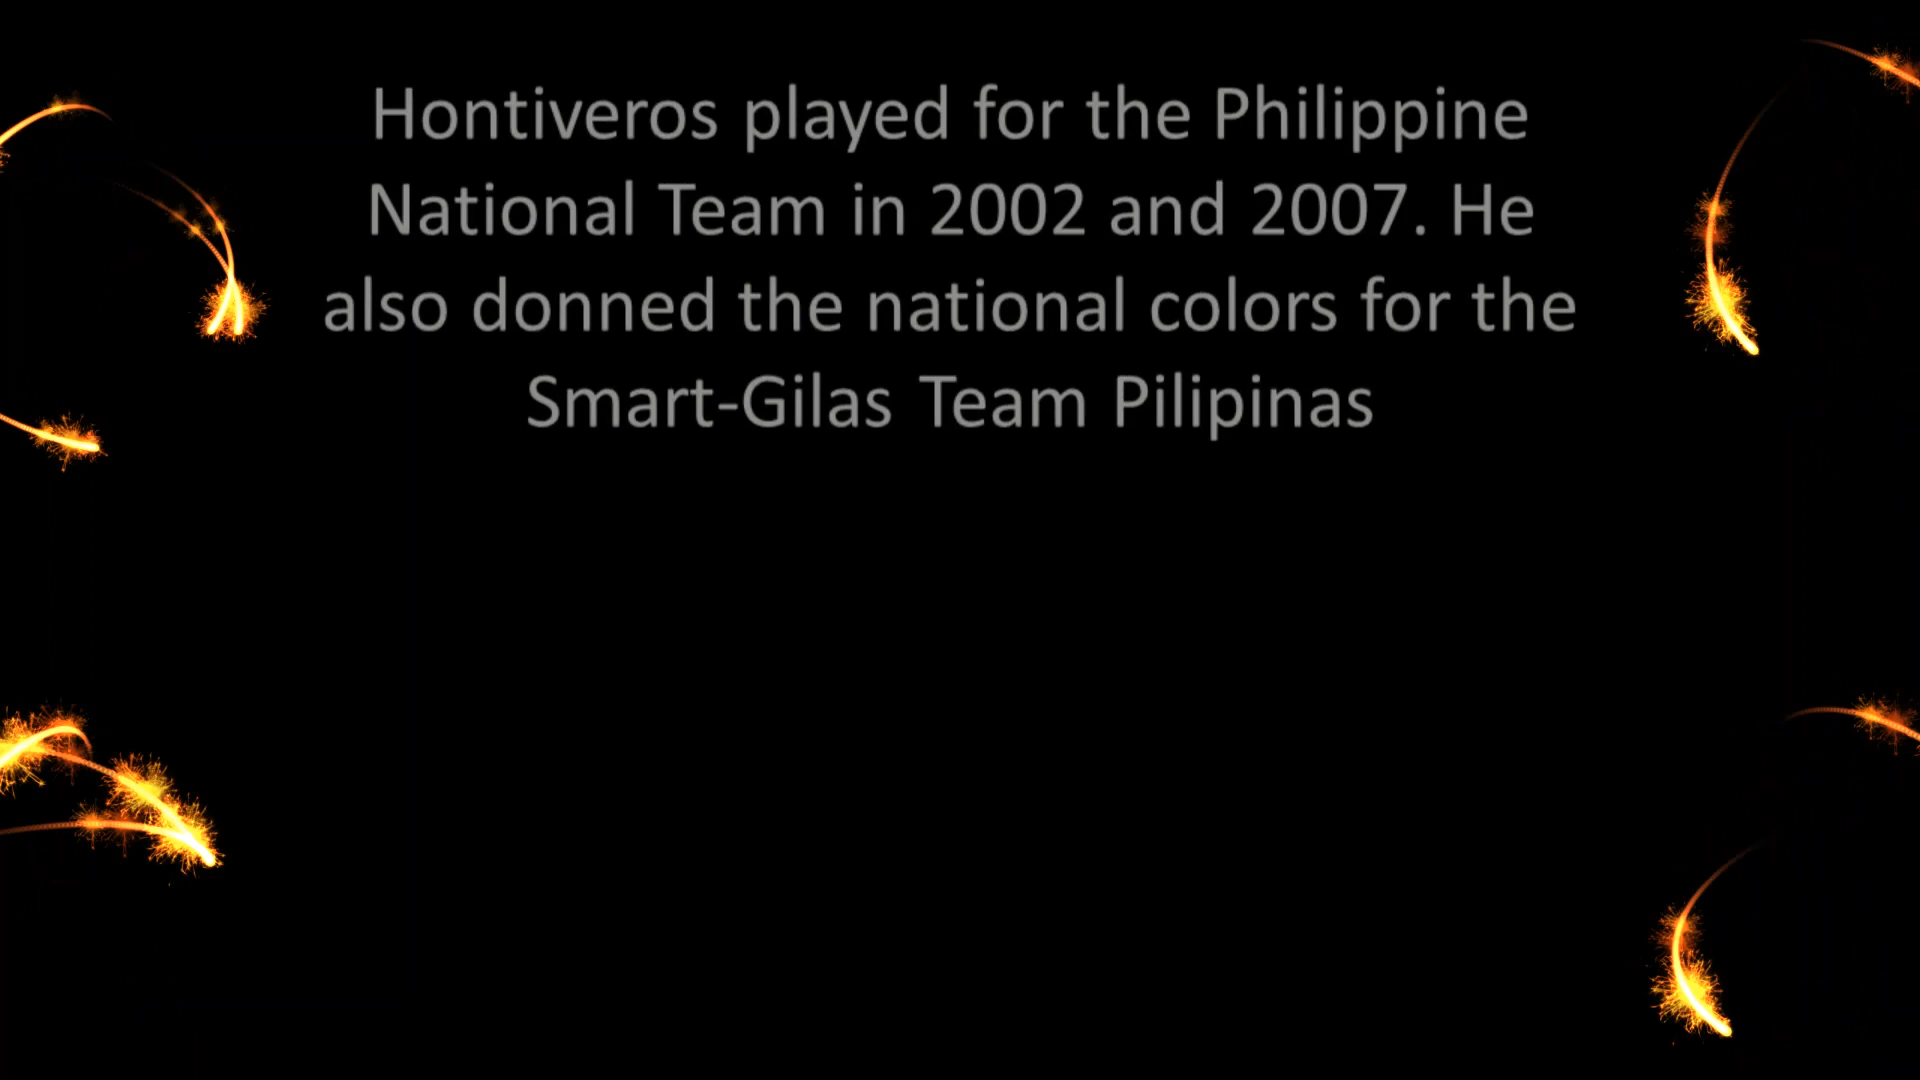 Hontiveros played for the Philippine
National Team in 2002 and 2007. He
also donned the national colors for the
Smart-Gilas Team Pilipinas